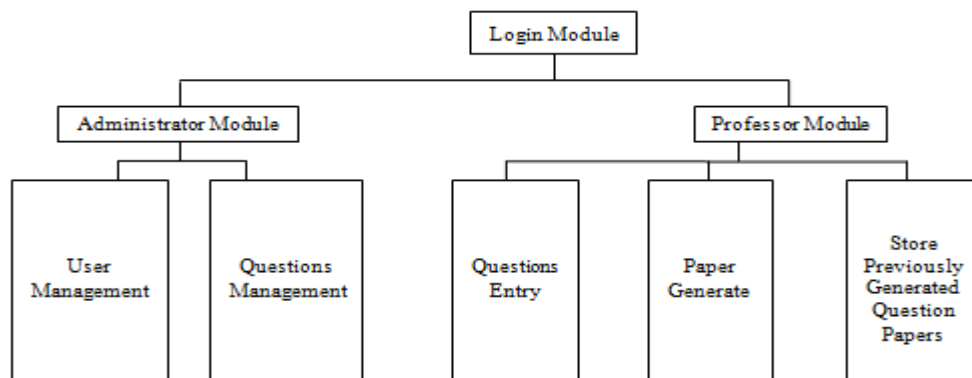 Login Module
Administrator Module
Professor Module
User
Management
Questions
Management
Questions
Entry
Paper
Generate
Store
Previously
Generated
Question
Papers